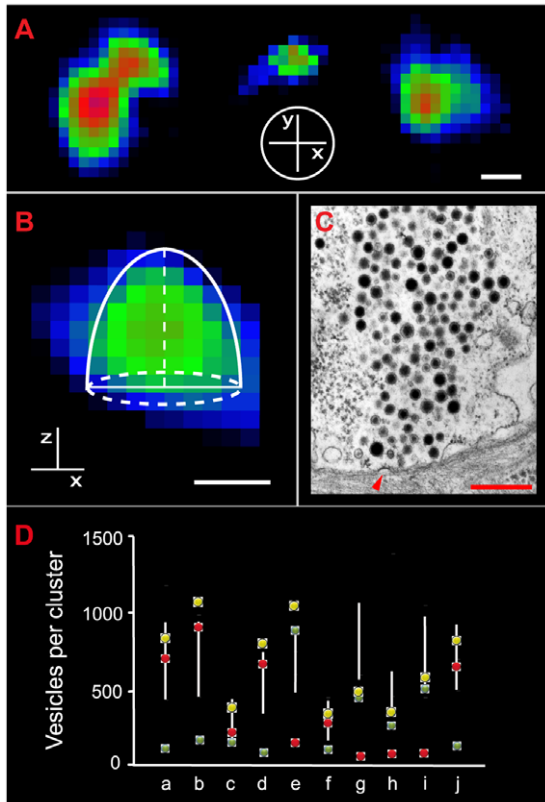 A
y
x
B
C
z
x
D
Vesicles per cluster
1500
1000
500
0
a b c d e f g h i j